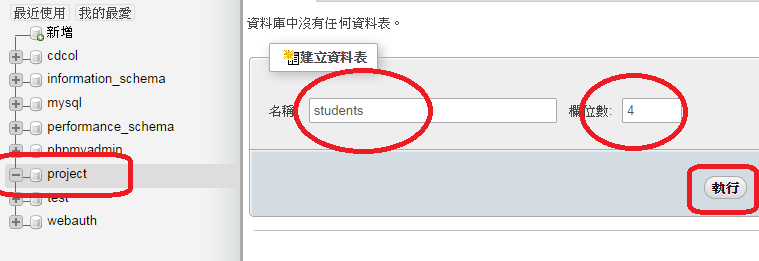 最近使用 我的最愛
新增
cdcol
information_schema
mysql
performance_schema
phpmyadmin
project
test
webauth
資料庫中沒有任何資料表。
建立資料表
名稱: students 欄位數: 4
執行